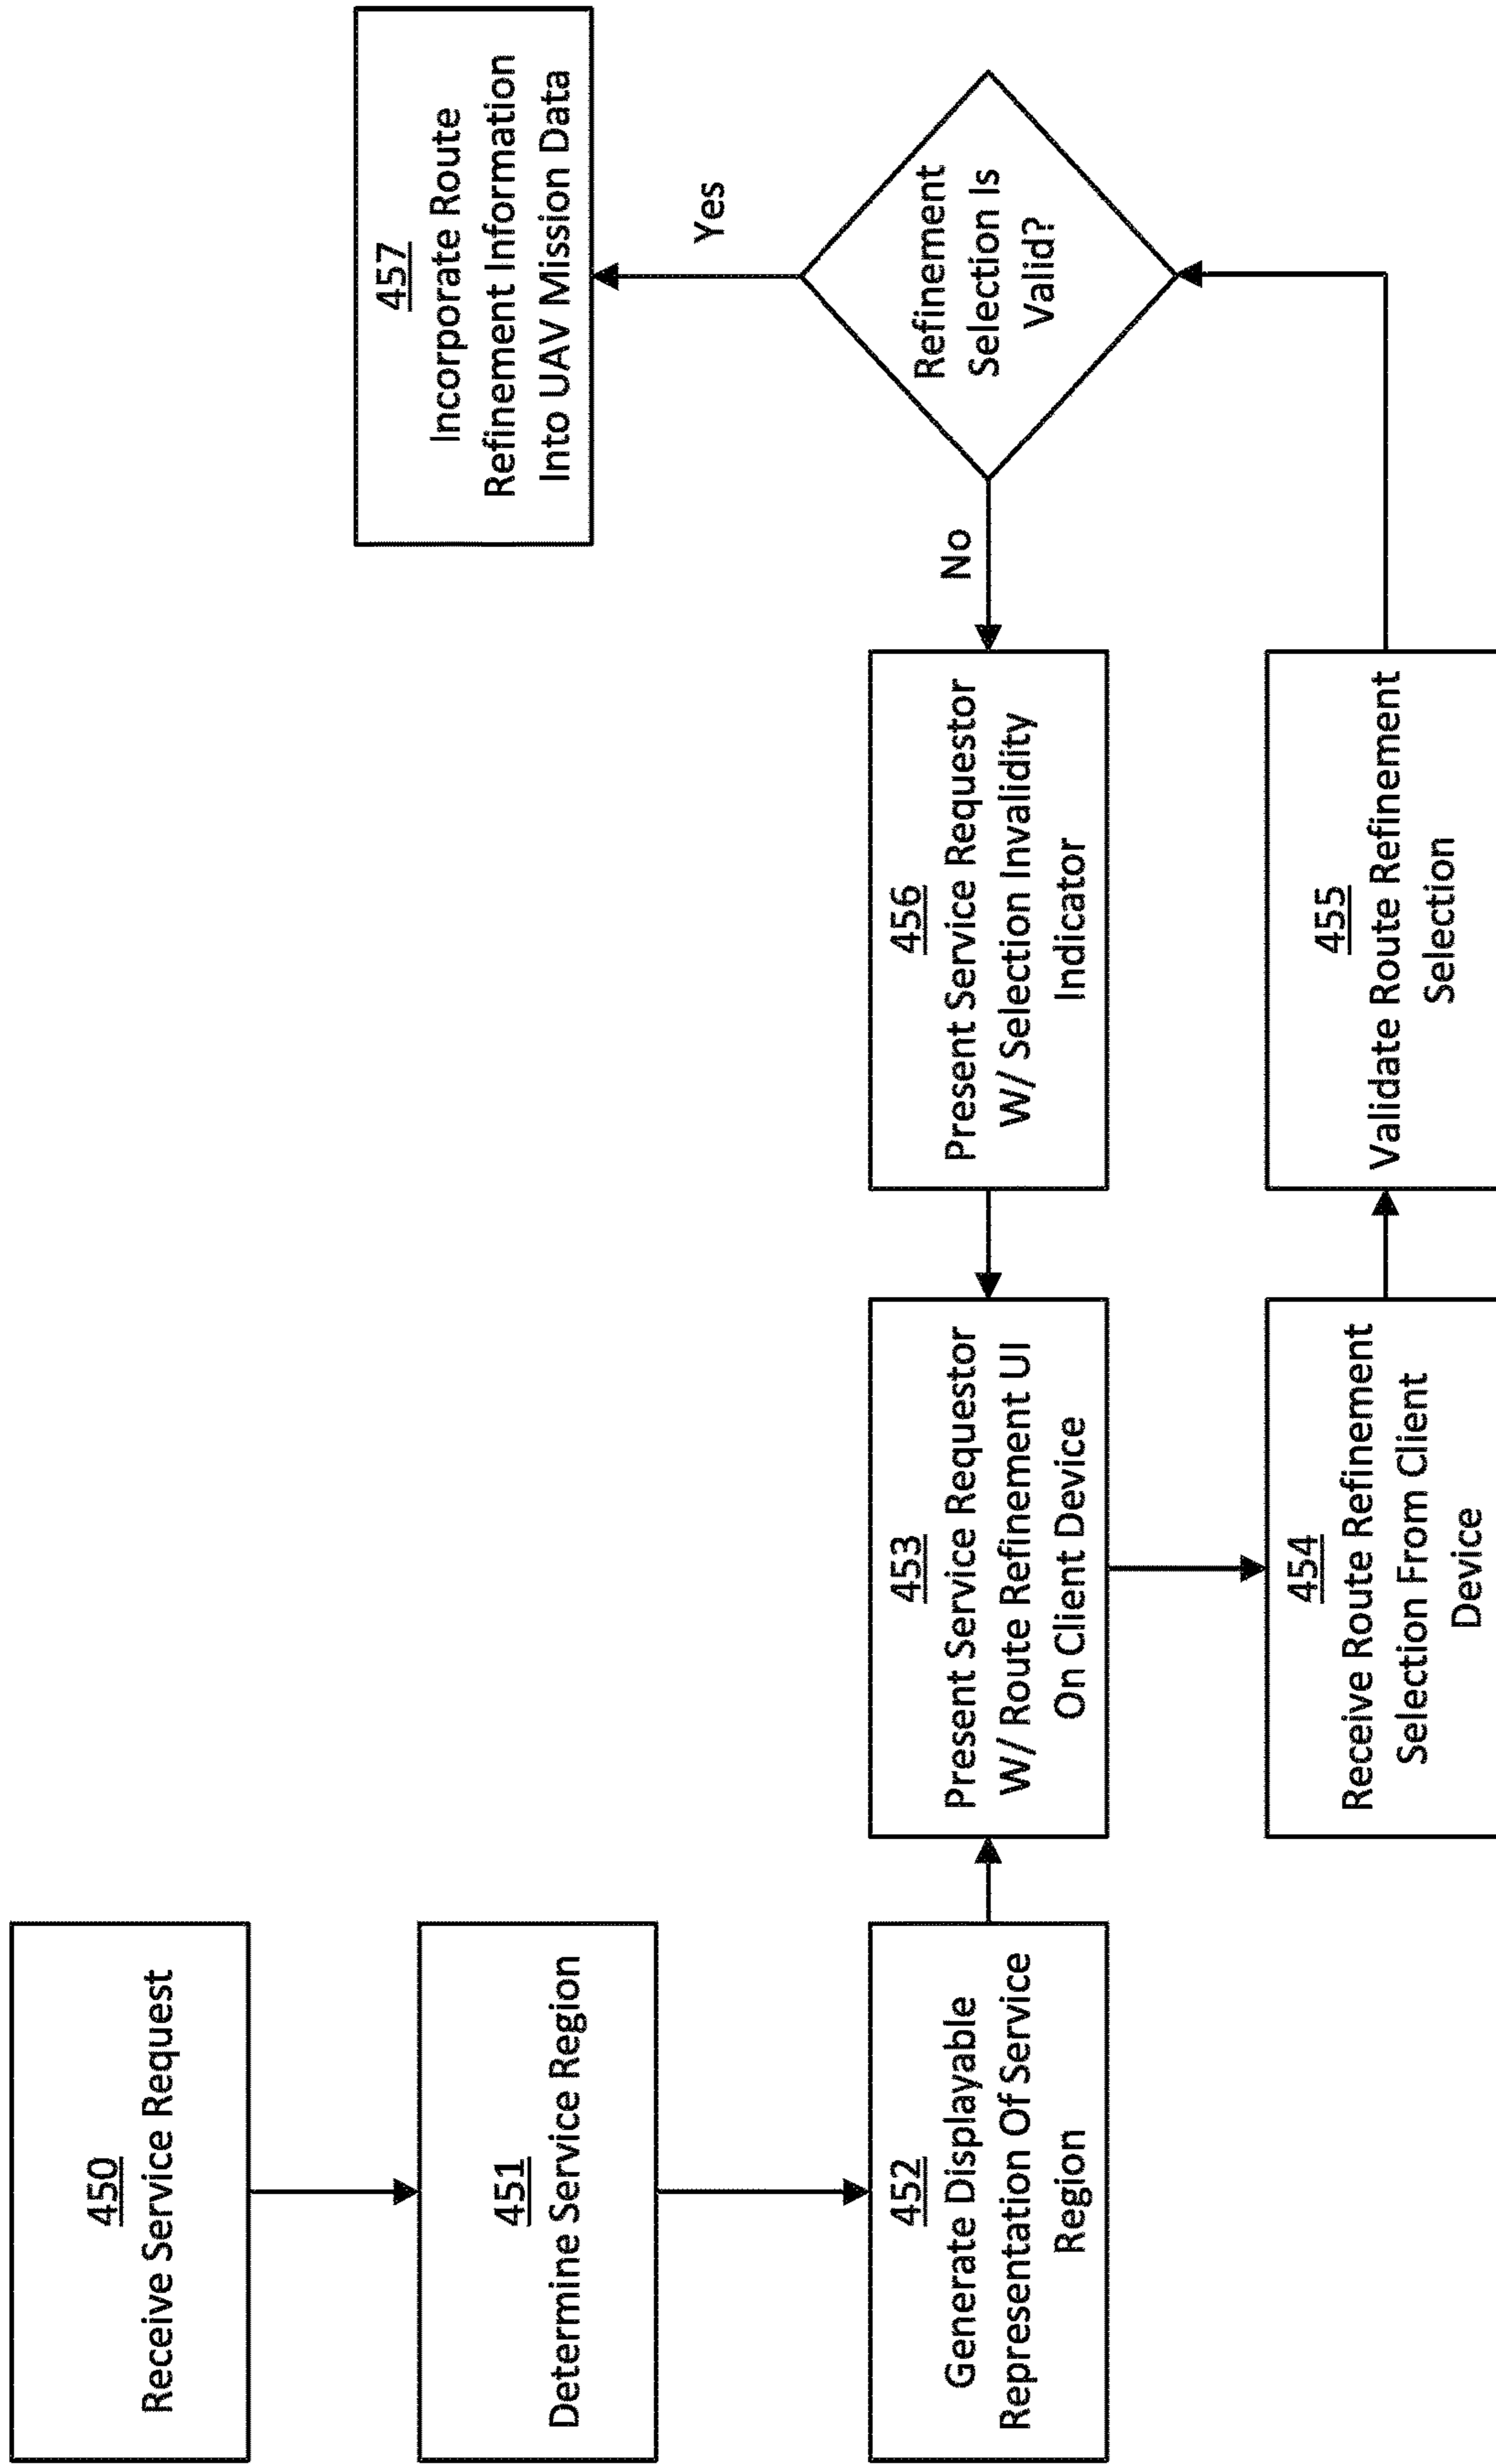 450
Receive Service Request
451
Determine Service Region
452
Generate Displayable
Representation Of Service
Region
453
Present Service Requestor
W/ Route Refinement UI
On Client Device
454
Receive Route Refinement
Selection From Client
Device
455
Validate Route Refinement
Selection
Refinement
Selection Is
Valid?
No
456
Present Service Requestor
W/ Selection Invalidity
Indicator
Yes
457
Incorporate Route
Refinement Information
Into UAV Mission Data